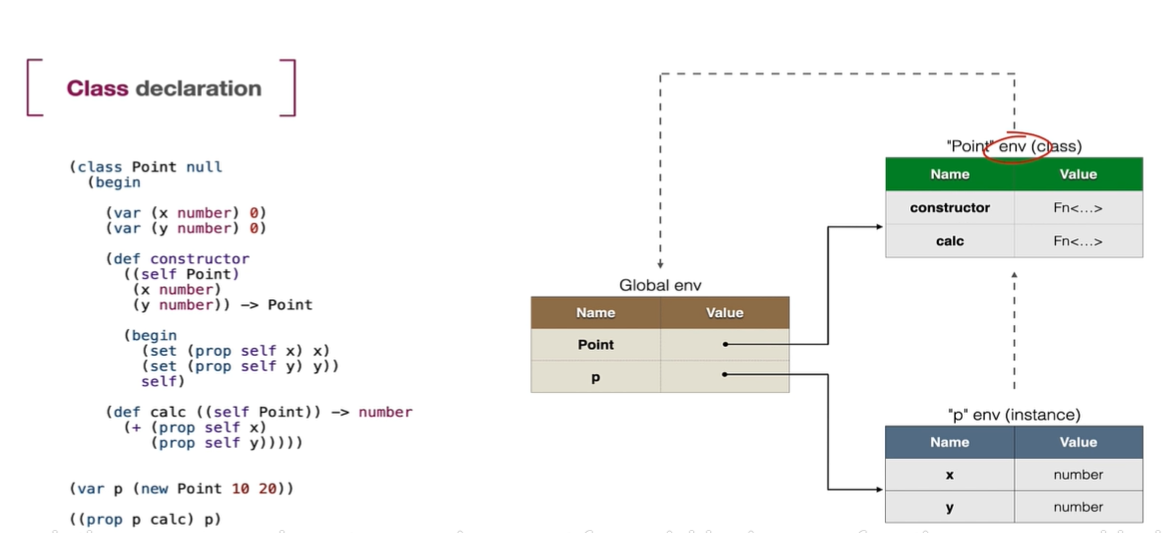 Class declaration
(class Point null
(begin
(var (x number) 0)
(var (y number) 0)
(def constructor
((self Point)
(x number)
(y number)) -> Point
(begin
(set (prop self x) x)
(set (prop self y) y))
self)
(def calc ((self Point)) -> number
(+ (prop self x)
(prop self y)))))
(var p (new Point 10 20))
((prop p calc) p)
Global env
Name Value
Point
p
"Point" env (class)
Name Value
constructor Fn<...>
calc Fn<...>
"p" env (instance)
Name Value
x number
y number